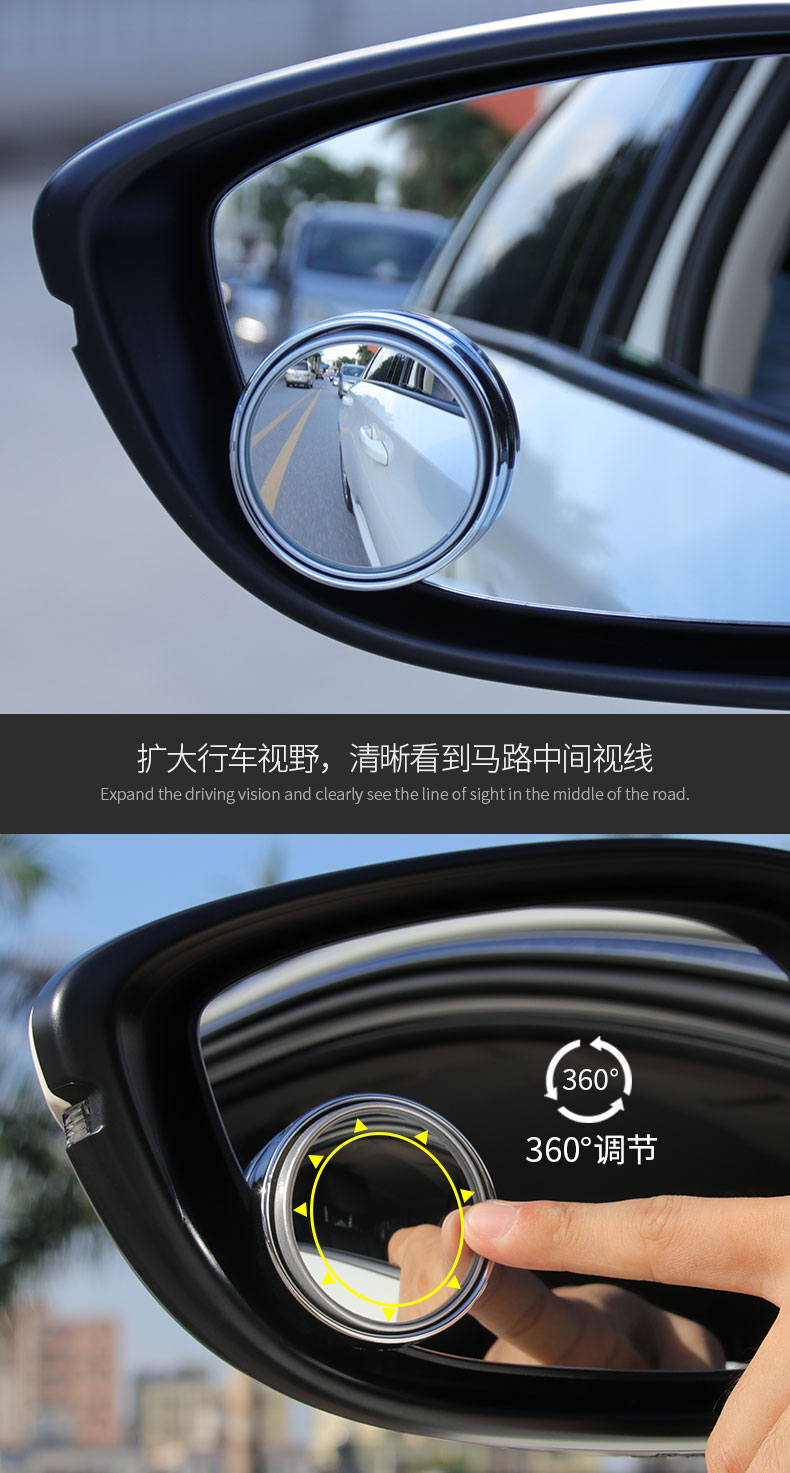 扩大行车视野，清晰看到马路中间视线
Expand the driving vision and clearly see the line of sight in the middle of the road.
360°
360°调节